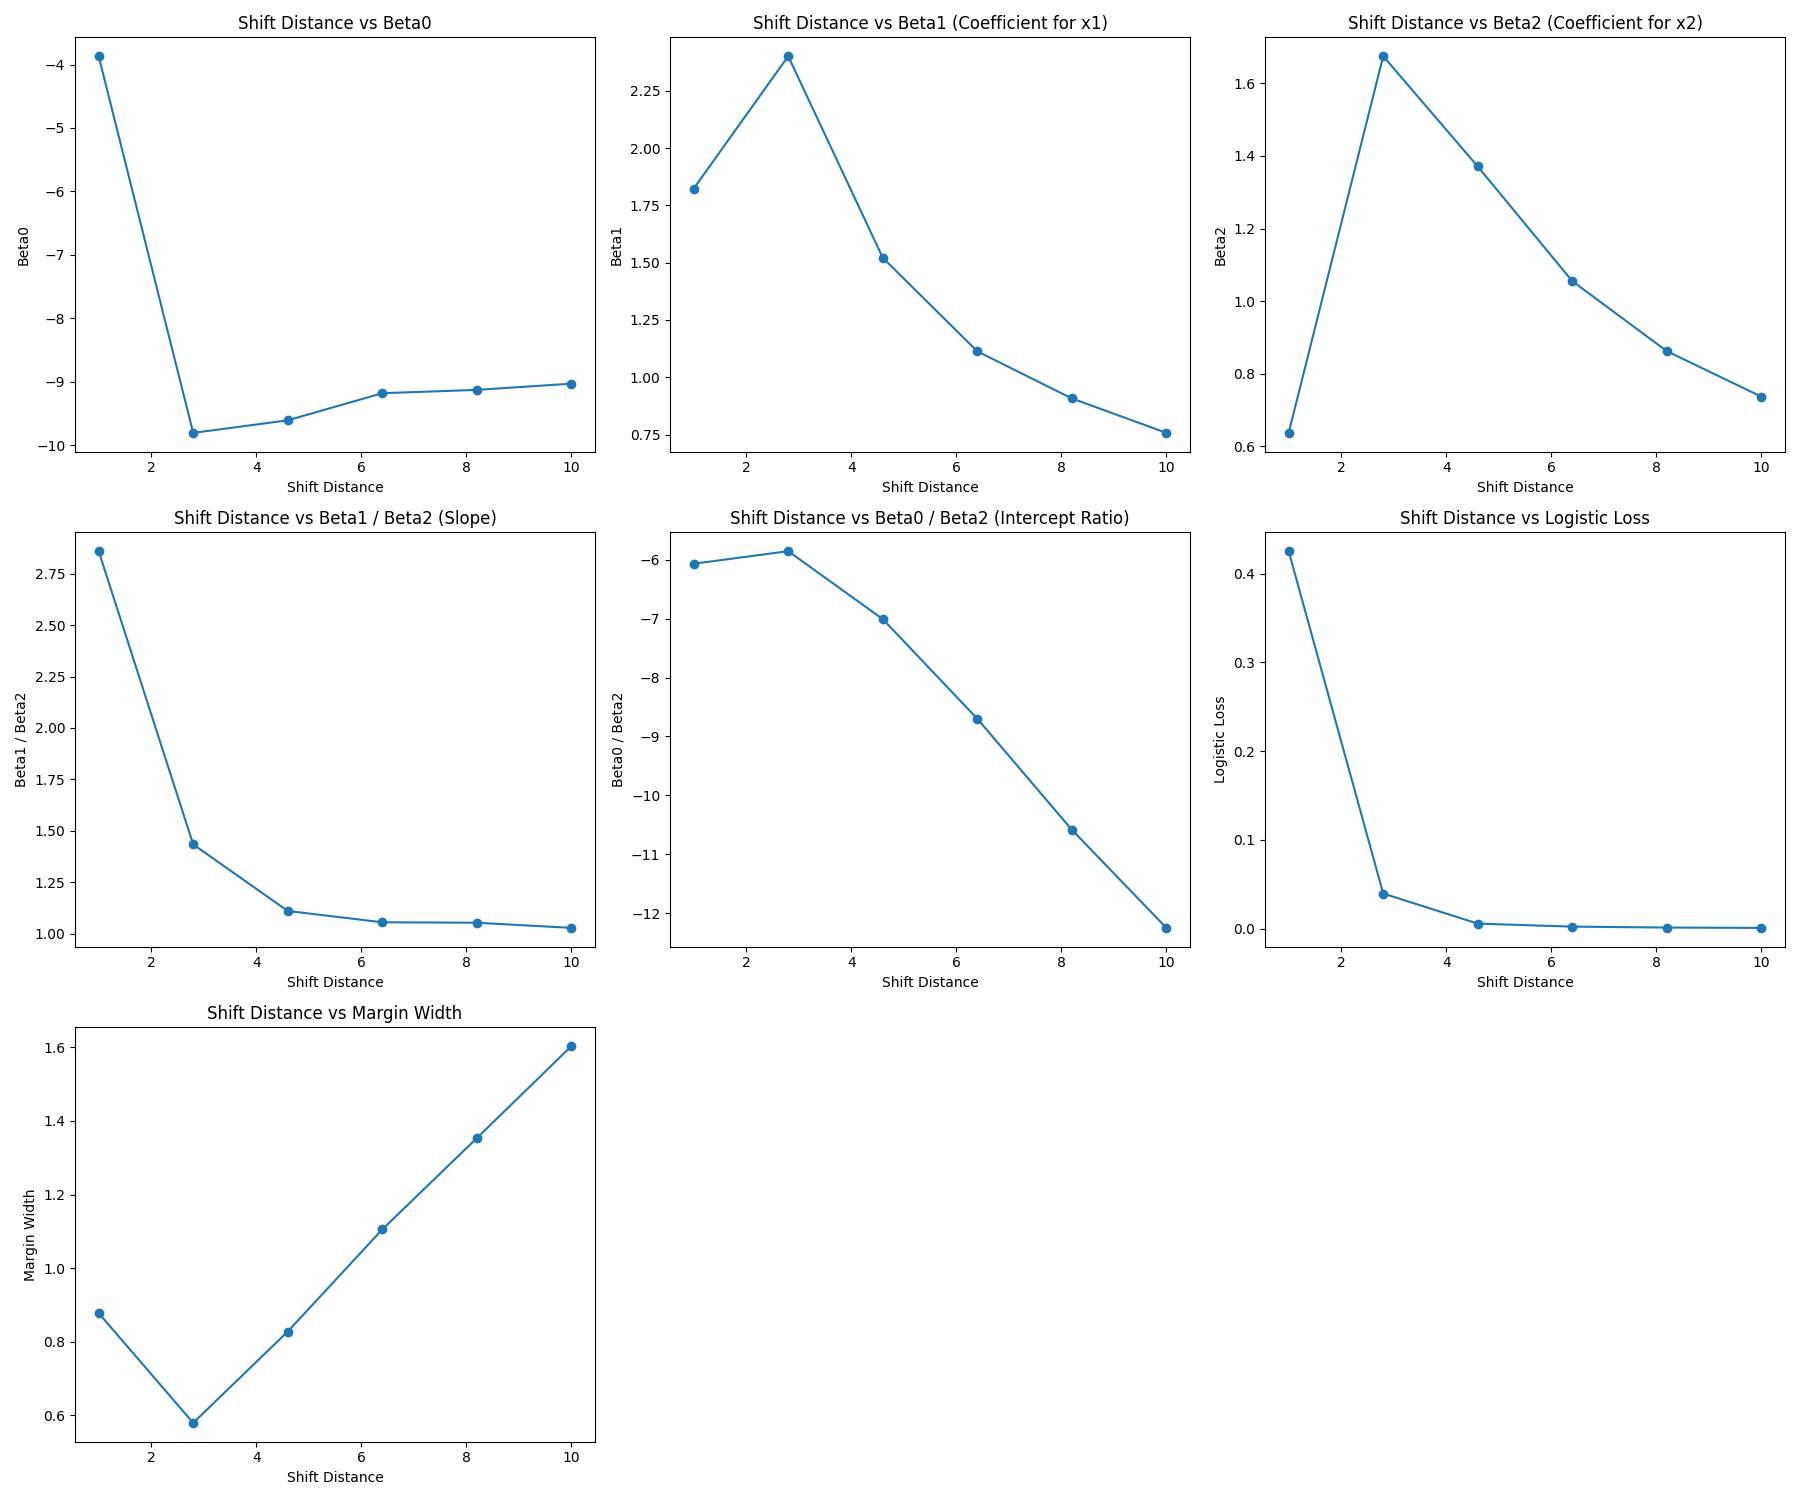 Shift Distance vs Beta0
Beta0
−4
−5
−6
−7
−8
−9
−10
2 4 6 8 10
Shift Distance
Shift Distance vs Beta1 (Coefficient for x1)
Beta1
2.25
2.00
1.75
1.50
1.25
1.00
0.75
2 4 6 8 10
Shift Distance
Shift Distance vs Beta2 (Coefficient for x2)
Beta2
1.6
1.4
1.2
1.0
0.8
0.6
2 4 6 8 10
Shift Distance
Shift Distance vs Beta1 / Beta2 (Slope)
Beta1 / Beta2
2.75
2.50
2.25
2.00
1.75
1.50
1.25
1.00
2 4 6 8 10
Shift Distance
Shift Distance vs Beta0 / Beta2 (Intercept Ratio)
Beta0 / Beta2
−6
−7
−8
−9
−10
−11
−12
2 4 6 8 10
Shift Distance
Shift Distance vs Logistic Loss
Logistic Loss
0.4
0.3
0.2
0.1
0.0
2 4 6 8 10
Shift Distance
Shift Distance vs Margin Width
Margin Width
1.6
1.4
1.2
1.0
0.8
0.6
2 4 6 8 10
Shift Distance